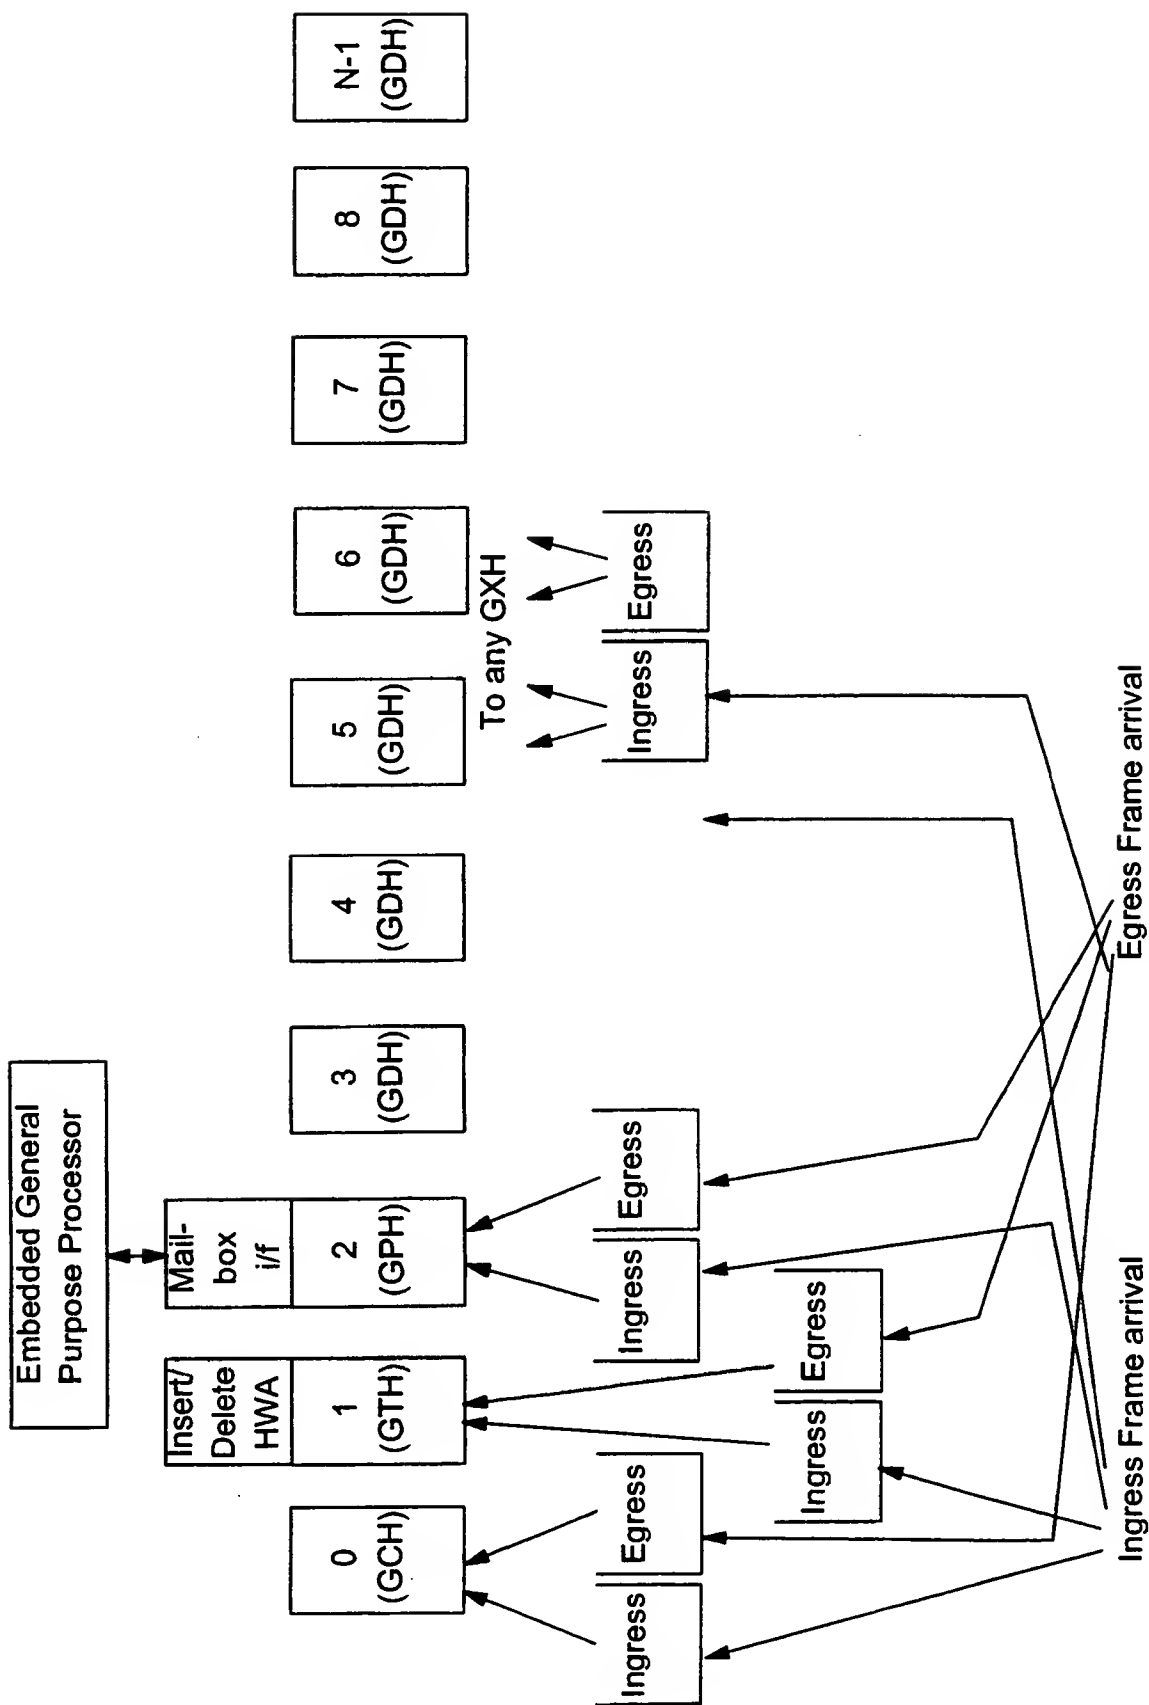 Embedded General
Purpose Processor
Insert/
Delete
HWA
Mail-
box
i/f
0
(GCH)
1
(GTH)
2
(GPH)
3
(GDH)
4
(GDH)
5
(GDH)
6
(GDH)
7
(GDH)
8
(GDH)
N-1
(GDH)
To any GXH
Ingress
Egress
Ingress
Egress
Ingress
Egress
Ingress
Egress
Ingress Frame arrival
Egress Frame arrival